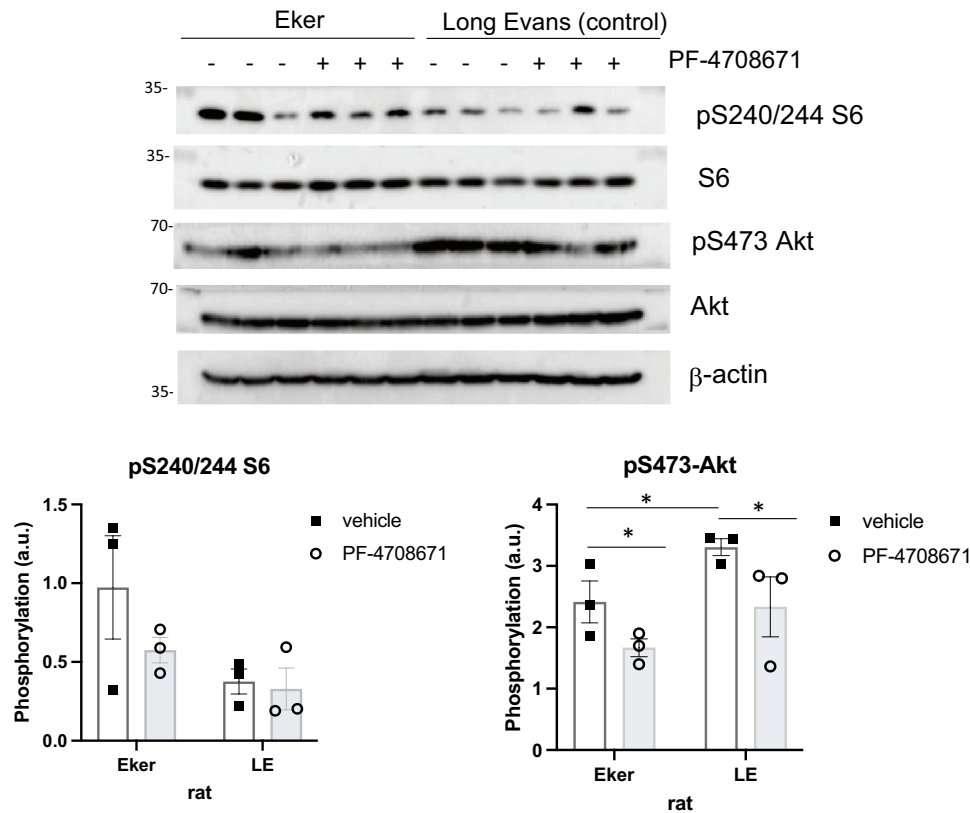 Eker Long Evans (control)
- - - + + + - - - + + + PF-4708671
35-
pS240/244 S6
35-
S6
70-
pS473 Akt
70-
Akt
β-actin
35-
pS240/244 S6
Phosphorylation (a.u.)
1.5
1.0
0.5
0.0
Eker LE
rat
vehicle
PF-4708671
pS473-Akt
Phosphorylation (a.u.)
4
3
2
1
0
* * *
Eker LE
rat
vehicle
PF-4708671